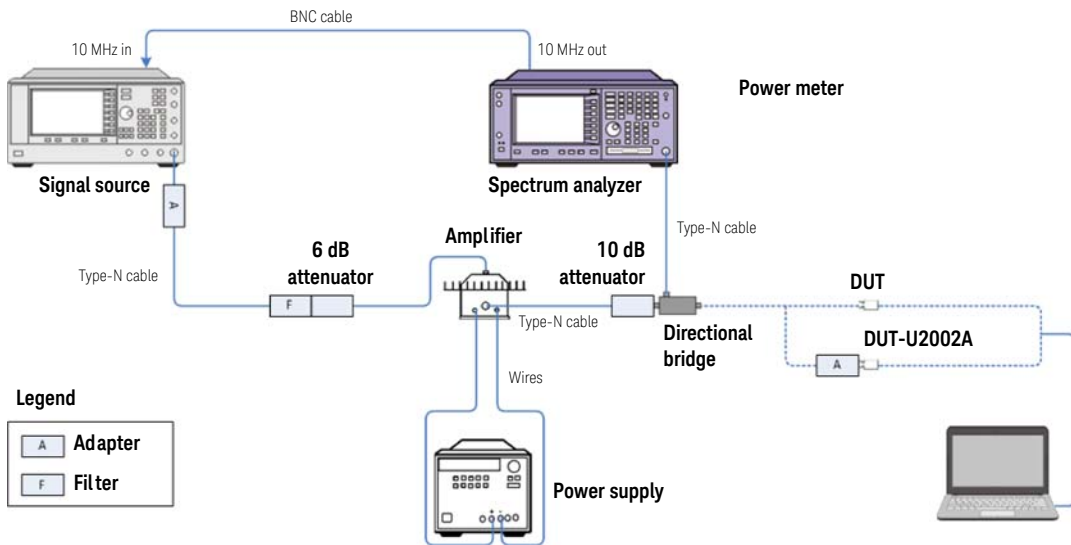 BNC cable
10 MHz in
10 MHz out
Power meter
Signal source
Spectrum analyzer
A
Type-N cable
6 dB
attenuator
Amplifier
10 dB
attenuator
Type-N cable
DUT
F
Type-N cable
Directional
bridge
DUT-U2002A
A
Wires
Legend
A Adapter
F Filter
Power supply